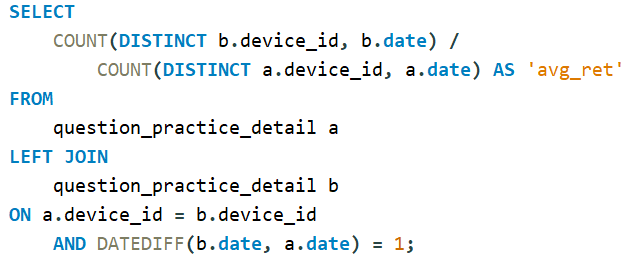 SELECT
    COUNT(DISTINCT b.device_id, b.date) /
        COUNT(DISTINCT a.device_id, a.date) AS 'avg_ret'
FROM
    question_practice_detail a
LEFT JOIN
    question_practice_detail b
ON a.device_id = b.device_id
    AND DATEDIFF(b.date, a.date) = 1;